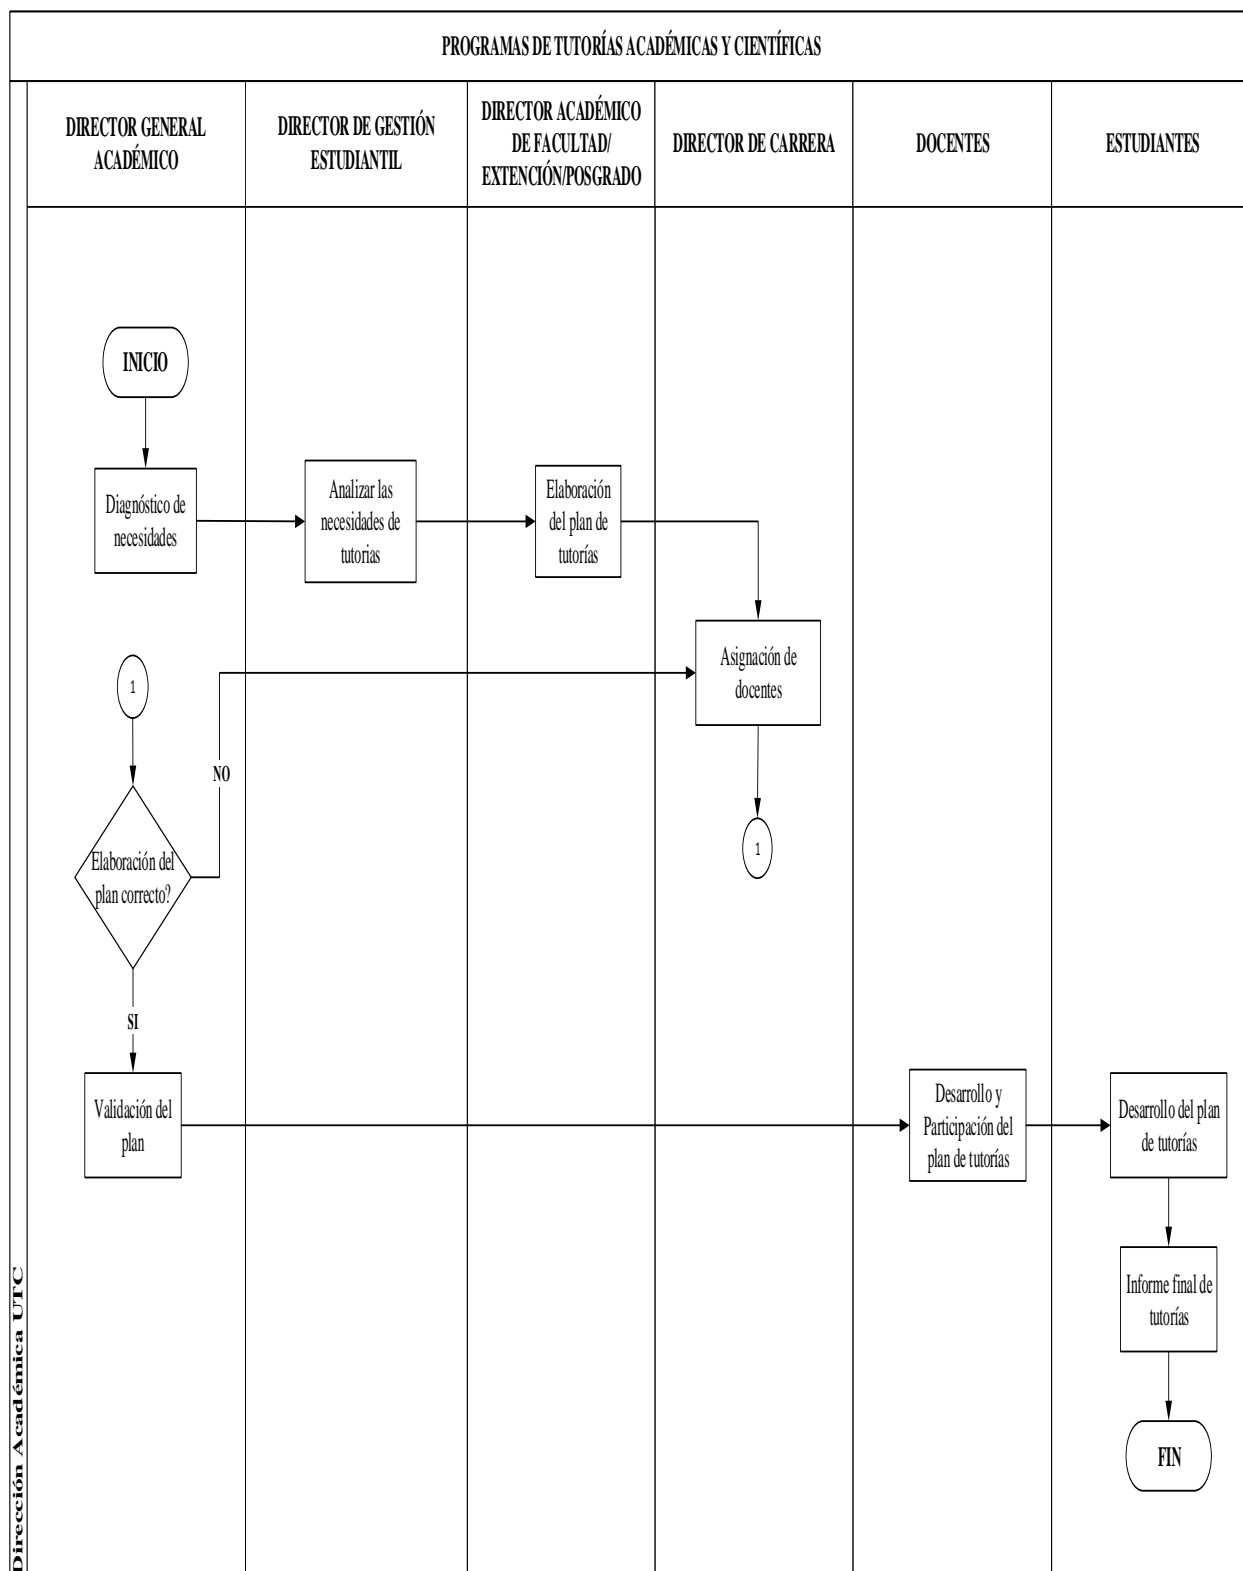 PROGRAMAS DE TUTORÍAS ACADÉMICAS Y CIENTÍFICAS
DIRECTOR GENERAL
ACADÉMICO
DIRECTOR DE GESTIÓN
ESTUDIANTIL
DIRECTOR ACADÉMICO
DE FACULTAD/
EXTENCIÓN/POSGRADO
DIRECTOR DE CARRERA
DOCENTES
ESTUDIANTES
INICIO
Diagnóstico de
necesidades
Analizar las
necesidades de
tutorias
Elaboración
del plan de
tutorías
Asignación de
docentes
1
NO
1
Elaboración del
plan correcto?
SI
Validación del
plan
Desarrollo y
Participación del
plan de tutorías
Desarrollo del plan
de tutorías
Informe final de
tutorías
FIN
Dirección Académica UTC